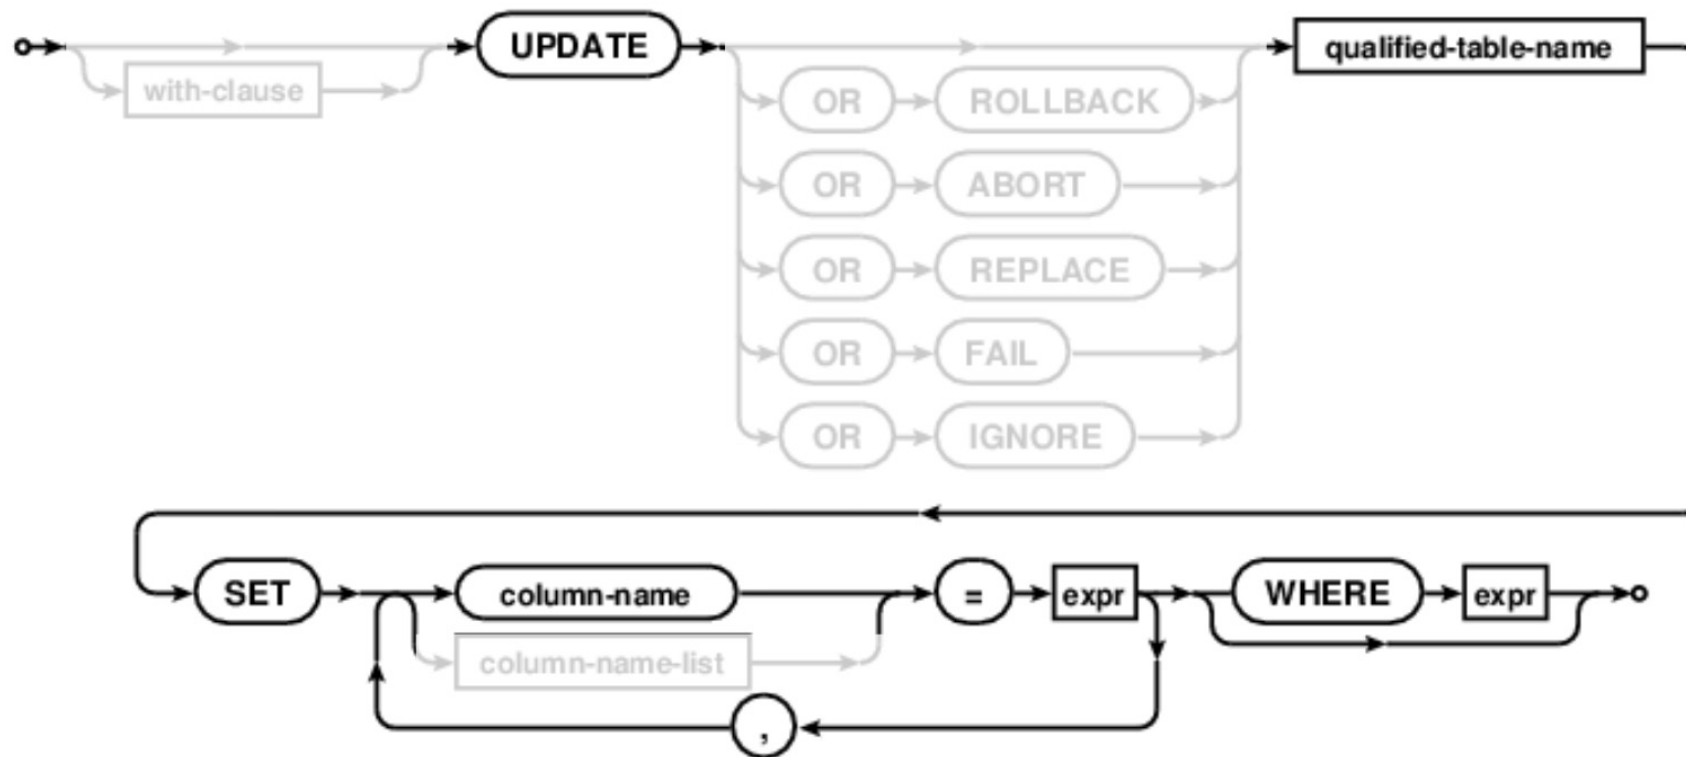 UPDATE qualified-table-name
with-clause
OR ROLLBACK
OR ABORT
OR REPLACE
OR FAIL
OR IGNORE
SET column-name = expr WHERE expr
column-name-list
,